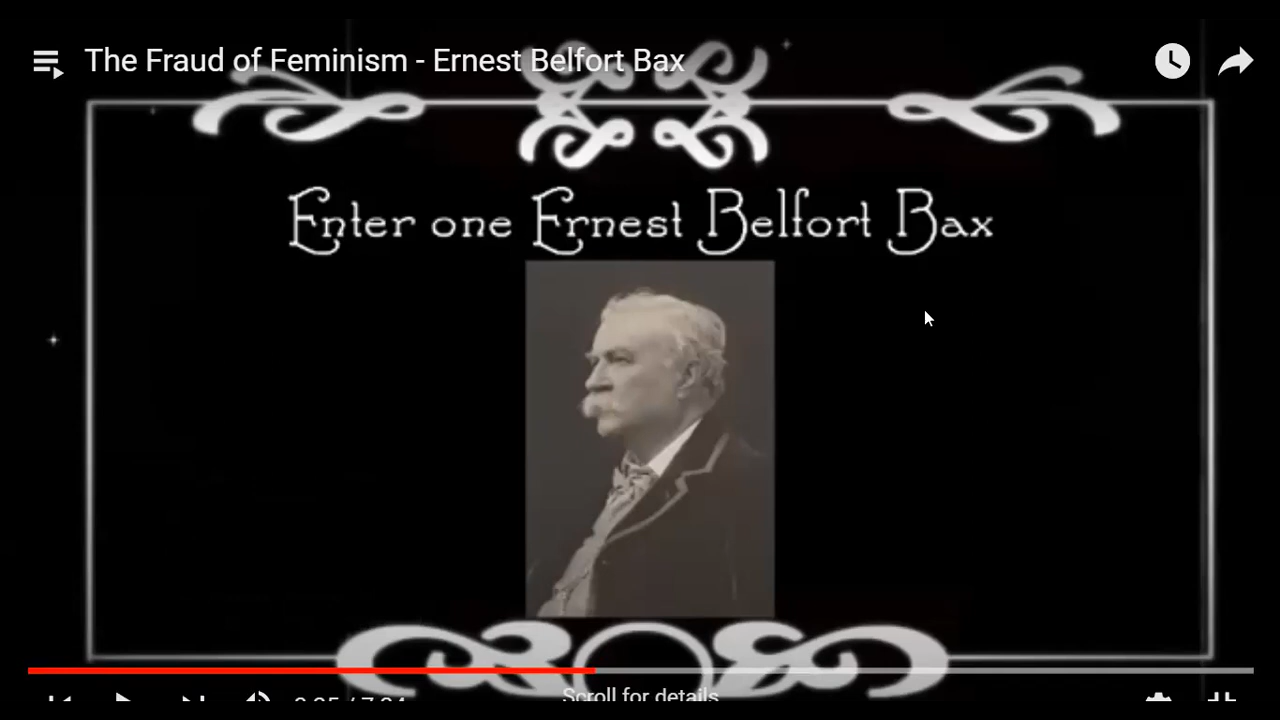 The Fraud of Feminism - Ernest Belfort Bax
Enter one Ernest Belfort Bax
Scroll for details